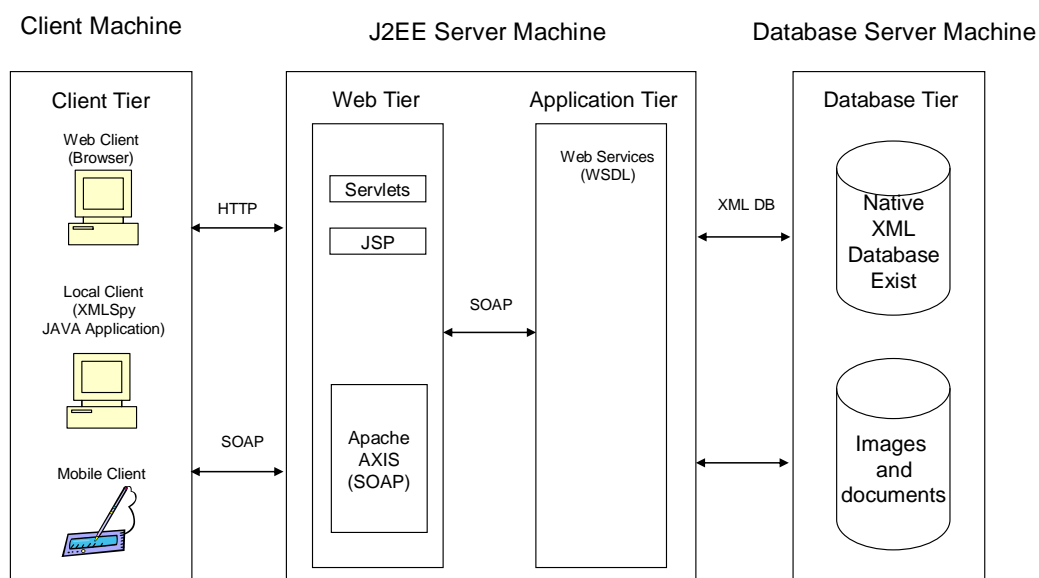 Client Machine
J2EE Server Machine
Database Server Machine
Client Tier
Web Client
(Browser)
Local Client
(XMLSpy
JAVA Application)
Mobile Client
HTTP
SOAP
Web Tier
Servlets
JSP
Apache
AXIS
(SOAP)
SOAP
Application Tier
Web Services
(WSDL)
XML DB
Database Tier
Native
XML
Database
Exist
Images
and
documents